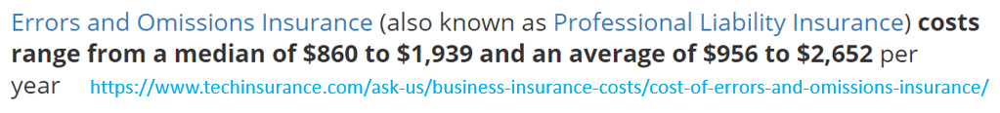 Errors and Omissions Insurance (also known as Professional Liability Insurance) costs
range from a median of $860 to $1,939 and an average of $956 to $2,652 per
year https://www.techinsurance.com/ask-us/business-insurance-costs/cost-of-errors-and-omissions-insurance/